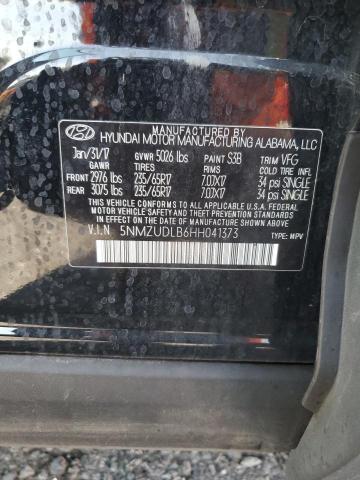 MANUFACTURED BY
HYUNDAI MOTOR MANUFACTURING ALABAMA, LLC
Jan/31/17 GVWR 5026 lbs PAINT S3B TRIM VFG
GAWR TIRES RIMS COLD TIRE INFL.
FRONT 2976 lbs 235/65R17 7.0JX17 34 psi SINGLE
REAR 3075 lbs 235/65R17 7.0JX17 34 psi SINGLE
THIS VEHICLE CONFORMS TO ALL APPLICABLE
U.S. FEDERAL MOTOR VEHICLE SAFETY STANDARDS
IN EFFECT ON THE DATE OF MANUFACTURE SHOWN ABOVE.
V.I.N 5NMZUDLB6HH041373 TYPE: MPV